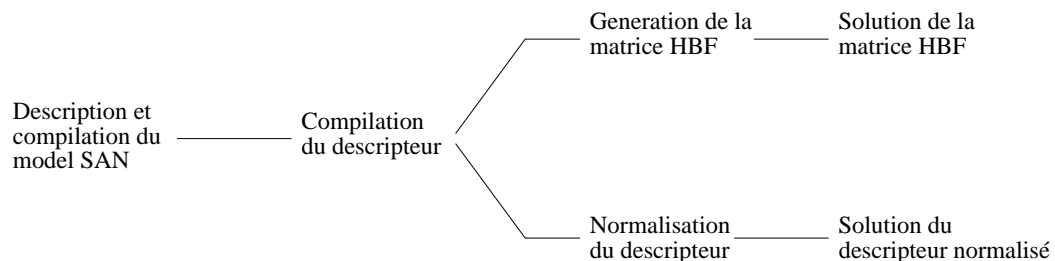 Description et
compilation du
model SAN
Compilation
du descripteur
Generation de la
matrice HBF
Solution de la
matrice HBF
Normalisation
du descripteur
Solution du
descripteur normalisé